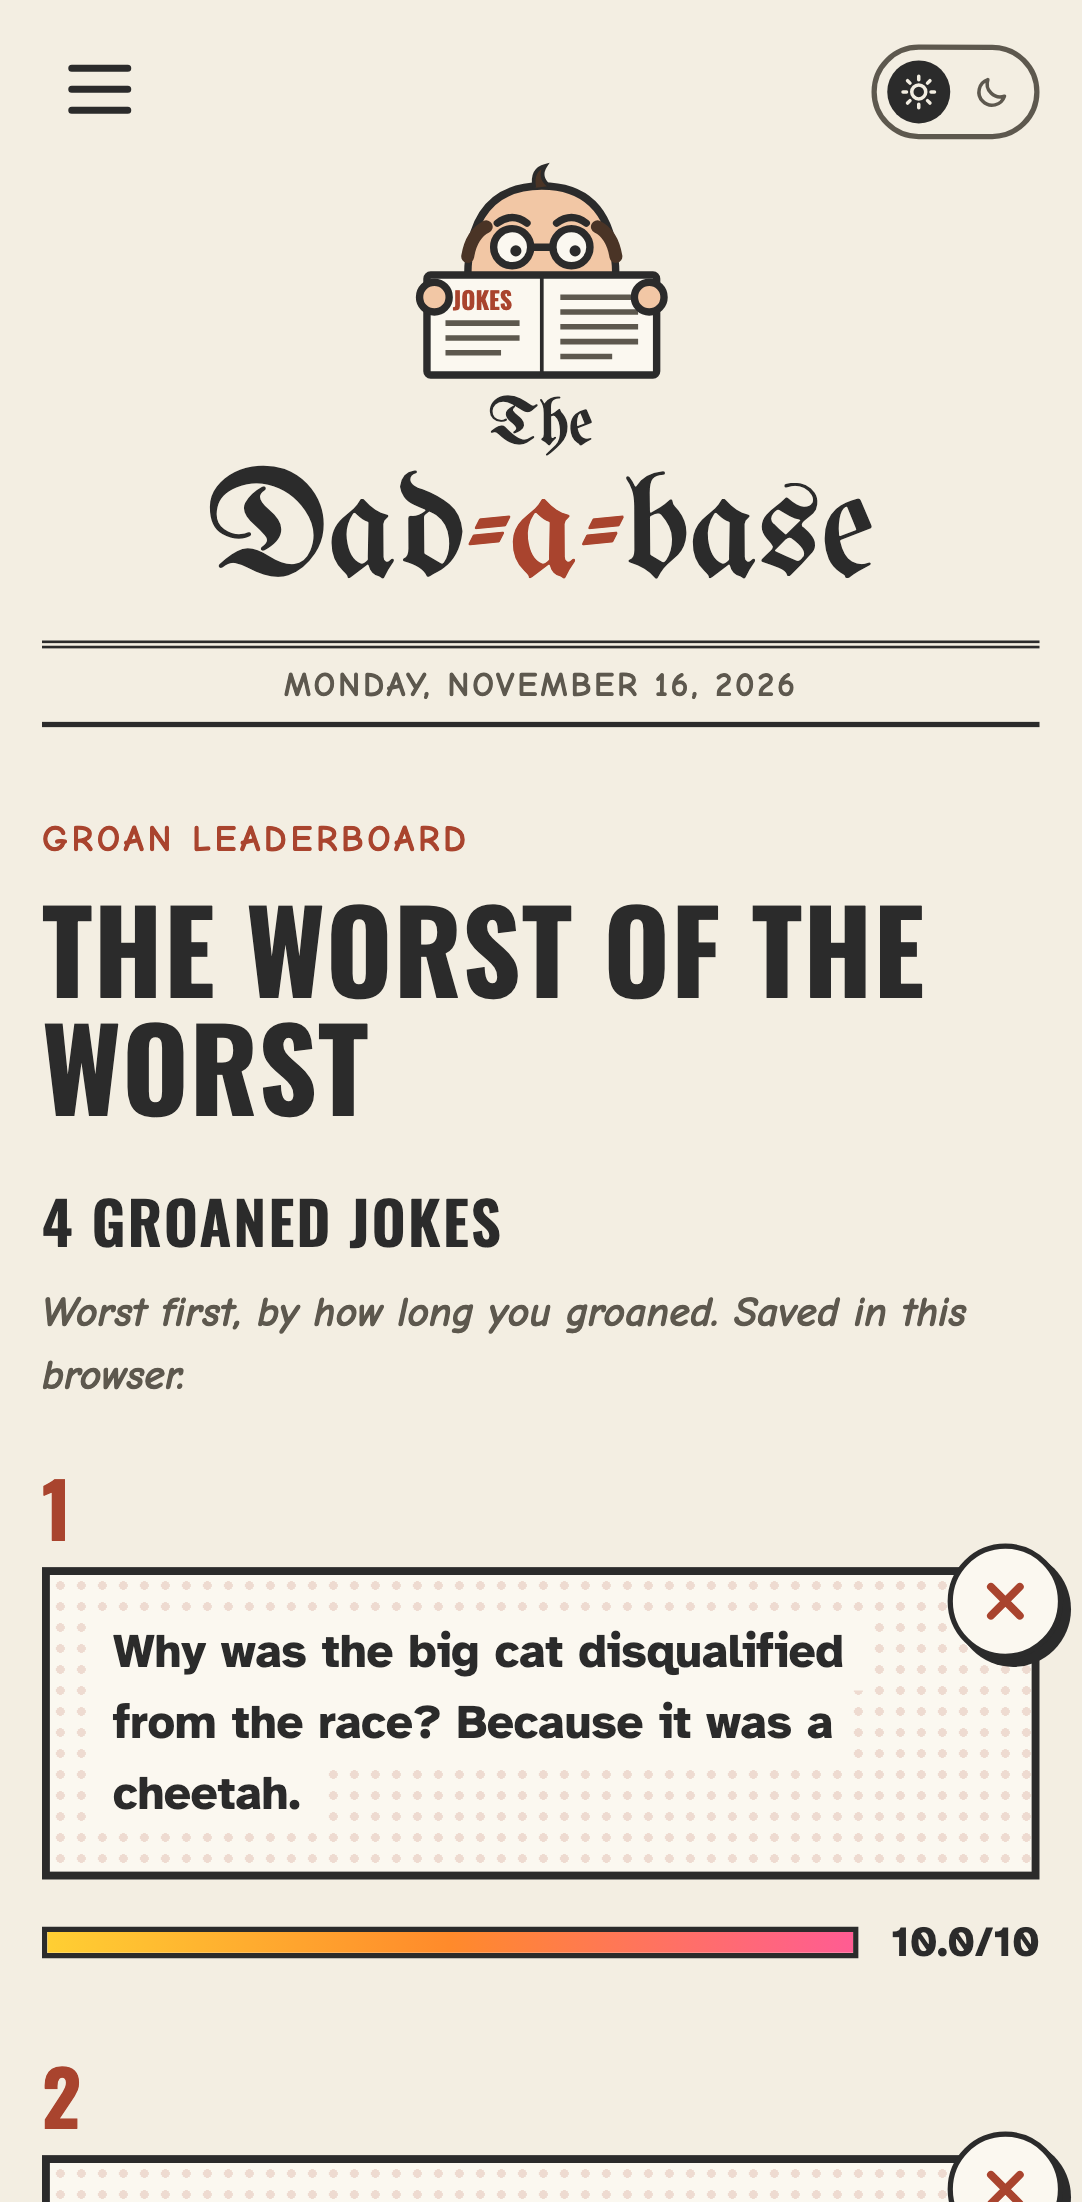 JOKES
The
Dad-a-base
MONDAY, NOVEMBER 16, 2026
GROAN LEADERBOARD
THE WORST OF THE
WORST
4 GROANED JOKES
Worst first, by how long you groaned. Saved in this
browser.
1
Why was the big cat disqualified
from the race? Because it was a
cheetah.
10.0/10
2